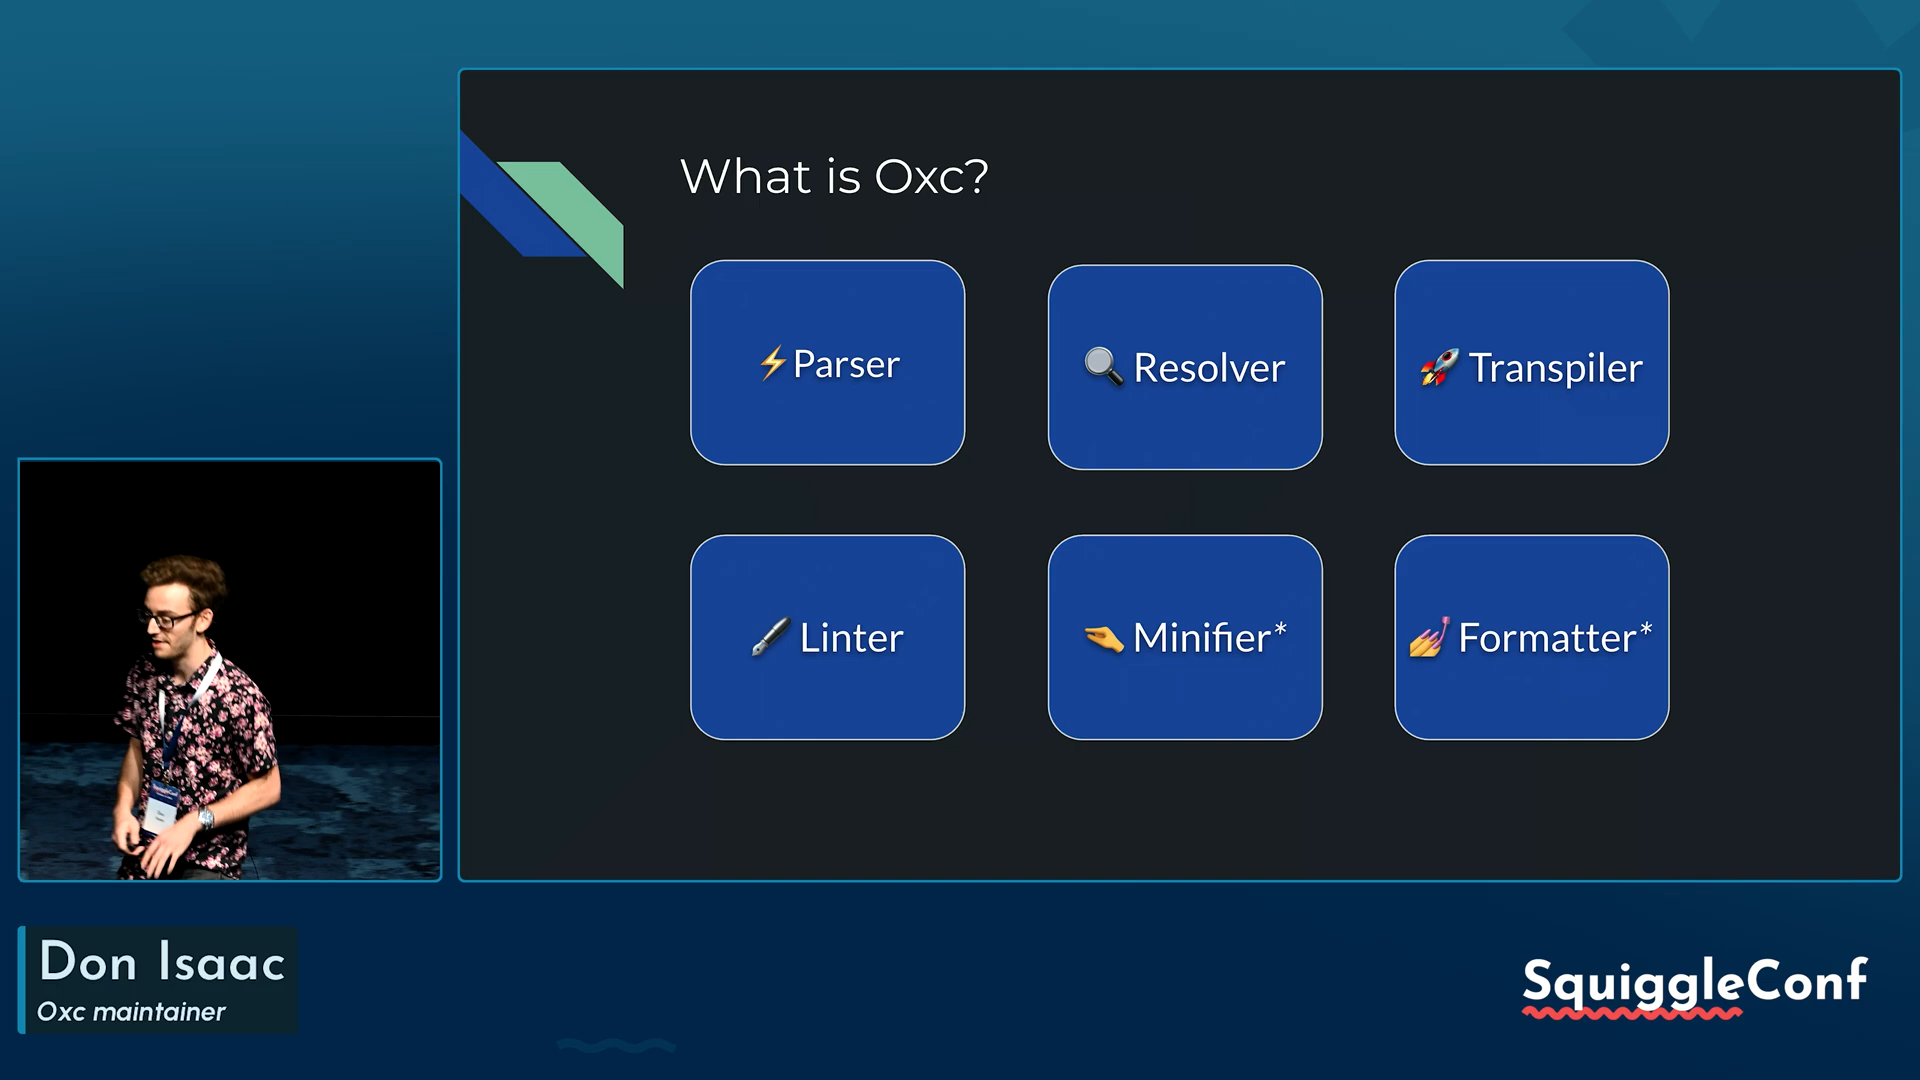 What is Oxc?
⚡Parser
🔍 Resolver
🚀 Transpiler
🖋️ Linter
🫴 Minifier*
💅 Formatter*
Don Isaac
Oxc maintainer
SquiggleConf